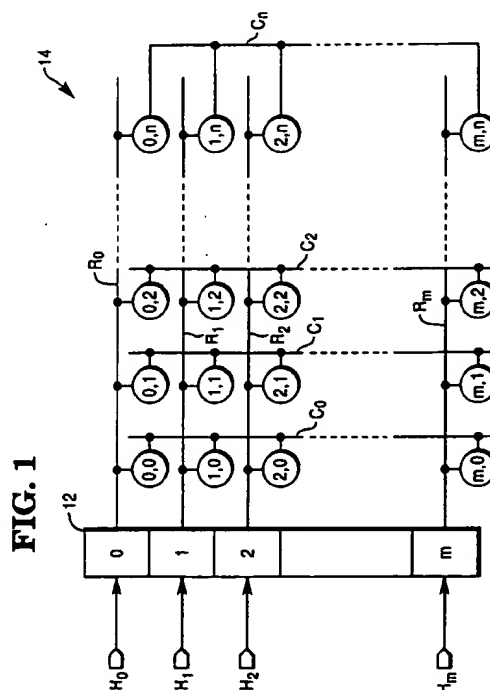 FIG. 1
14
12
H0 0 R0 0,0 0,1 0,2 0,n Cn
H1 1 R1 1,0 1,1 1,2 1,n
H2 2 R2 2,0 2,1 2,2 2,n
C0 C1 C2
Hm m Rm m,0 m,1 m,2 m,n